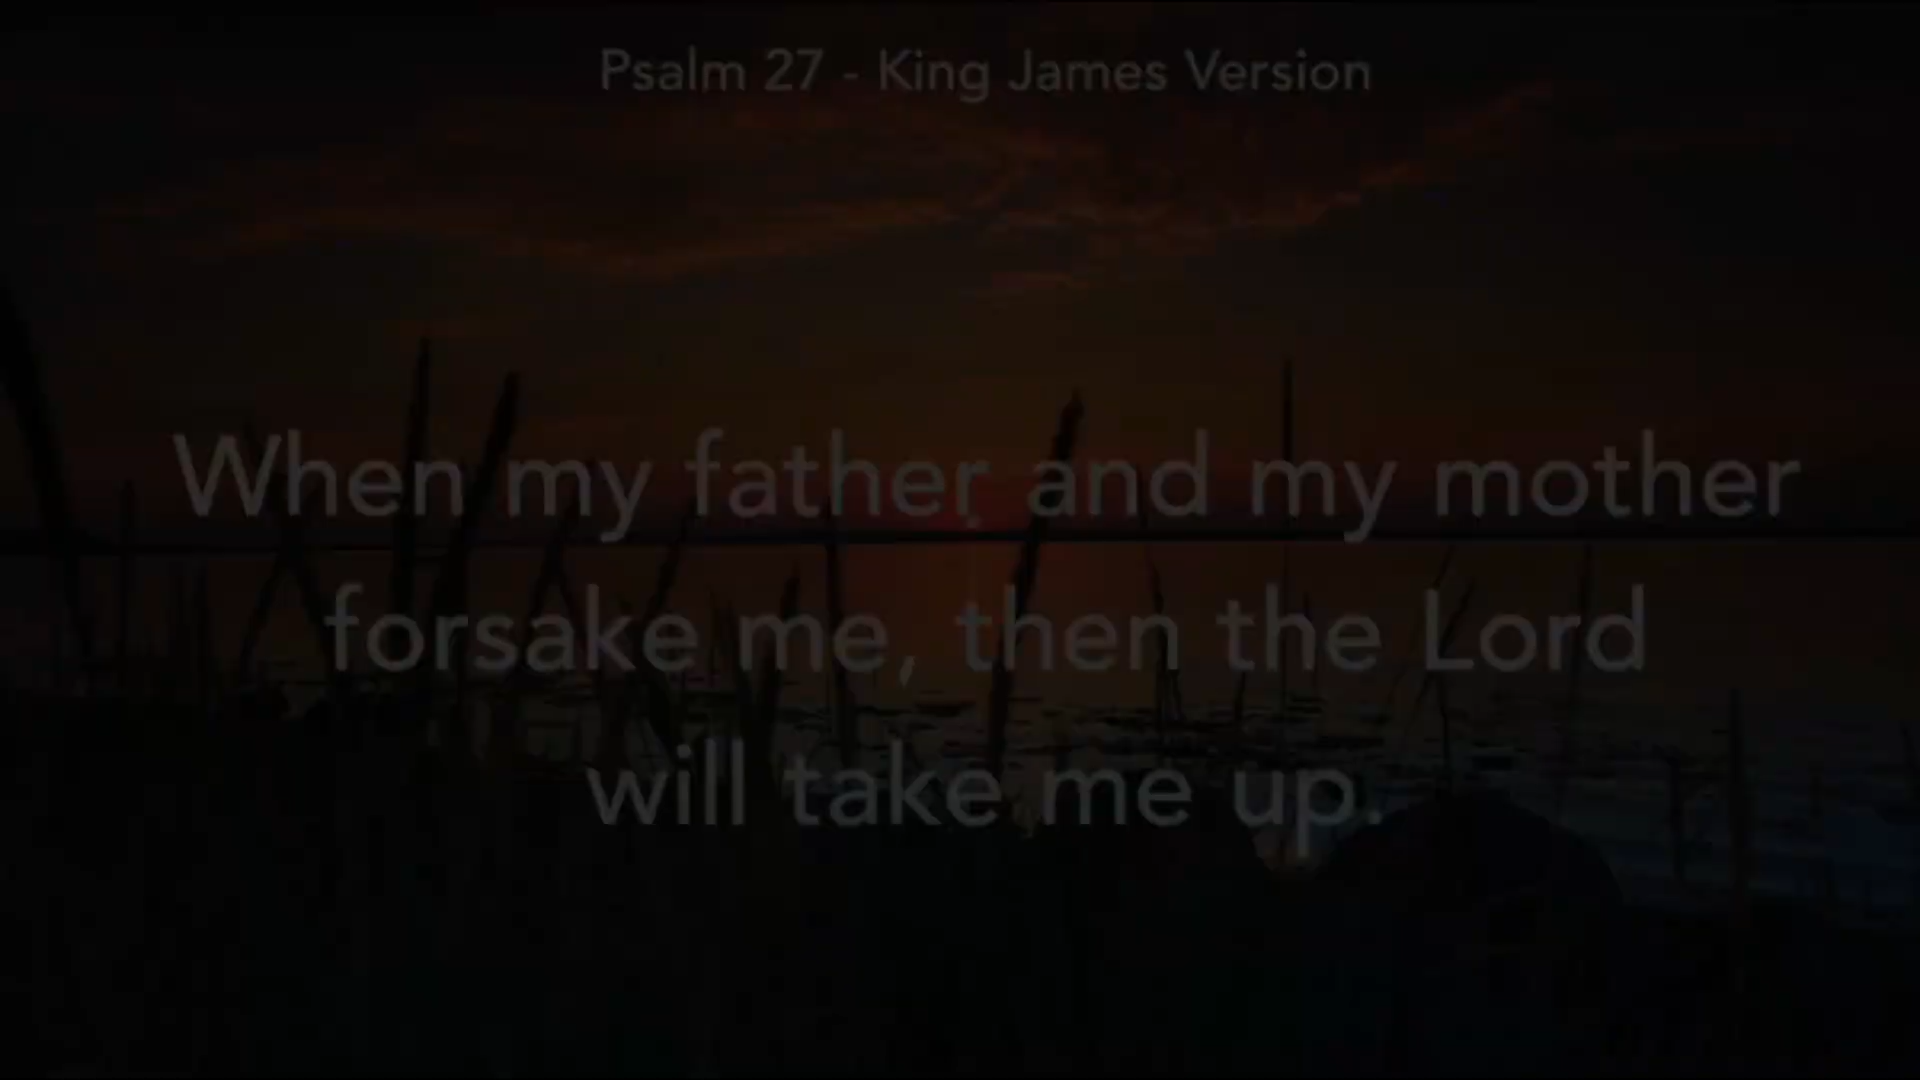 Psalm 27 - King James Version
When my father and my mother
forsake me, then the Lord
will take me up.